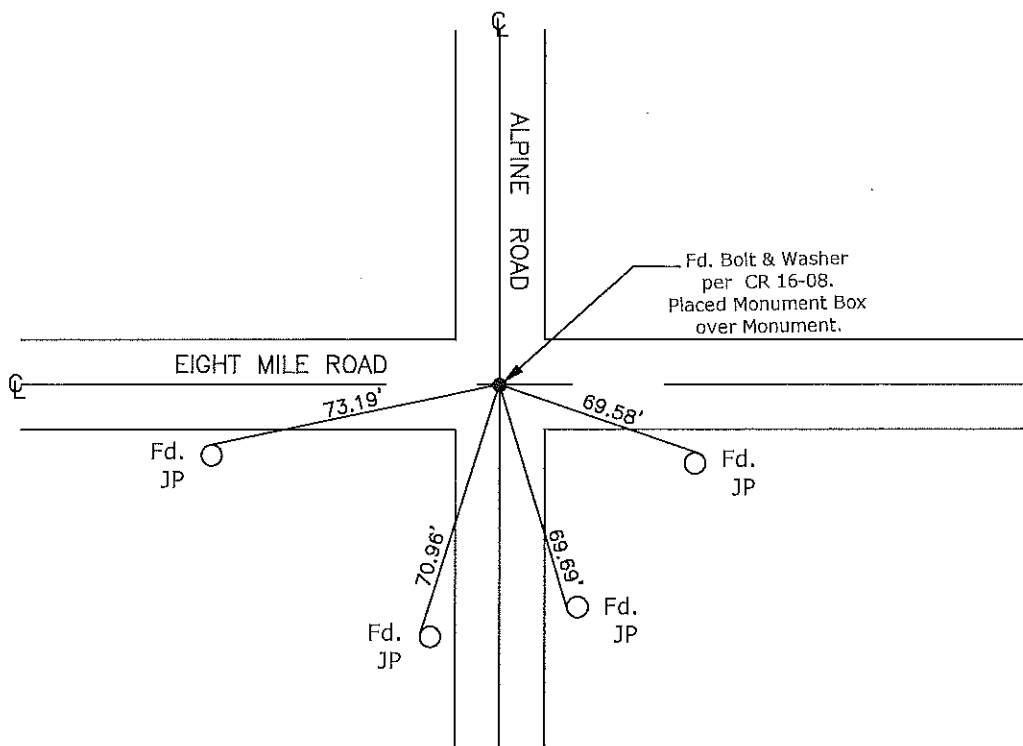 ℄
ALPINE ROAD
Fd. Bolt & Washer
per CR 16-08.
Placed Monument Box
over Monument.
EIGHT MILE ROAD
℄
73.19'
69.58'
Fd.
JP
Fd.
JP
70.96'
69.69'
Fd.
JP
Fd.
JP